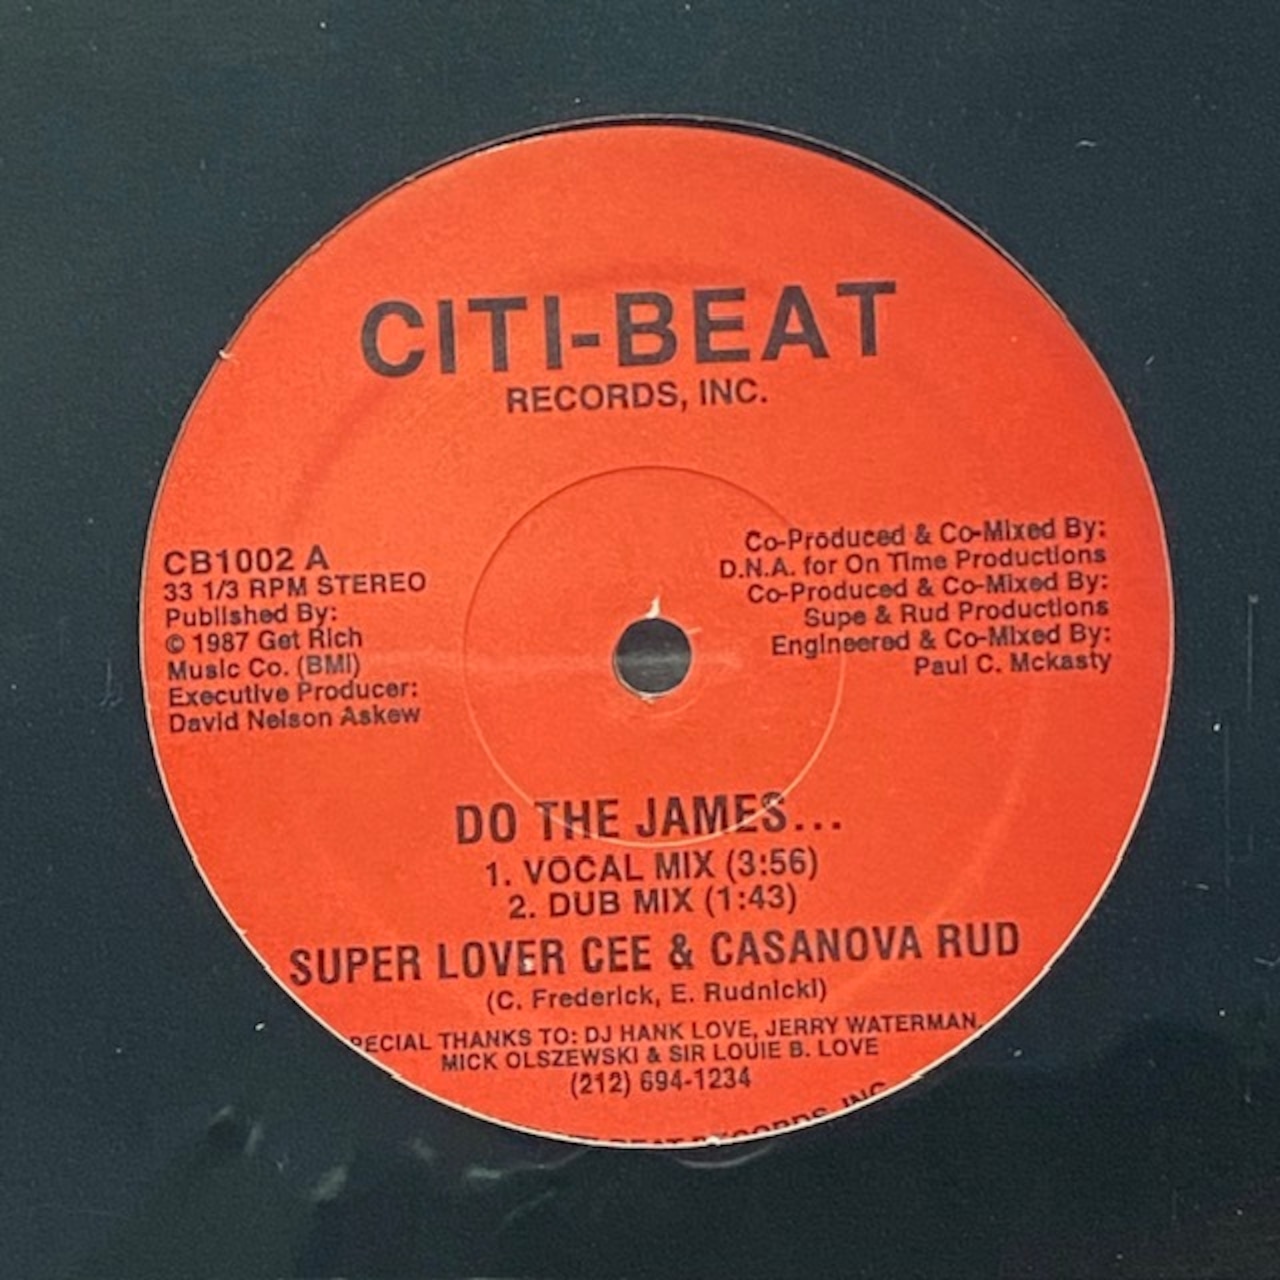 CITI-BEAT
RECORDS, INC.
CB1002 A
33 1/3 RPM STEREO
Published By:
© 1987 Get Rich
Music Co. (BMI)
Executive Producer:
David Nelson Askew
Co-Produced & Co-Mixed By:
D.N.A. for On Time Productions
Co-Produced & Co-Mixed By:
Supe & Rud Productions
Engineered & Co-Mixed By:
Paul C. Mckasty
DO THE JAMES...
1. VOCAL MIX (3:56)
2. DUB MIX (1:43)
SUPER LOVER CEE & CASANOVA RUD
(C. Frederick, E. Rudnicki)
PECIAL THANKS TO: DJ HANK LOVE, JERRY WATERMAN,
MICK OLSZEWSKI & SIR LOUIE B. LOVE
(212) 694-1234
BEAT RECORDS, INC.